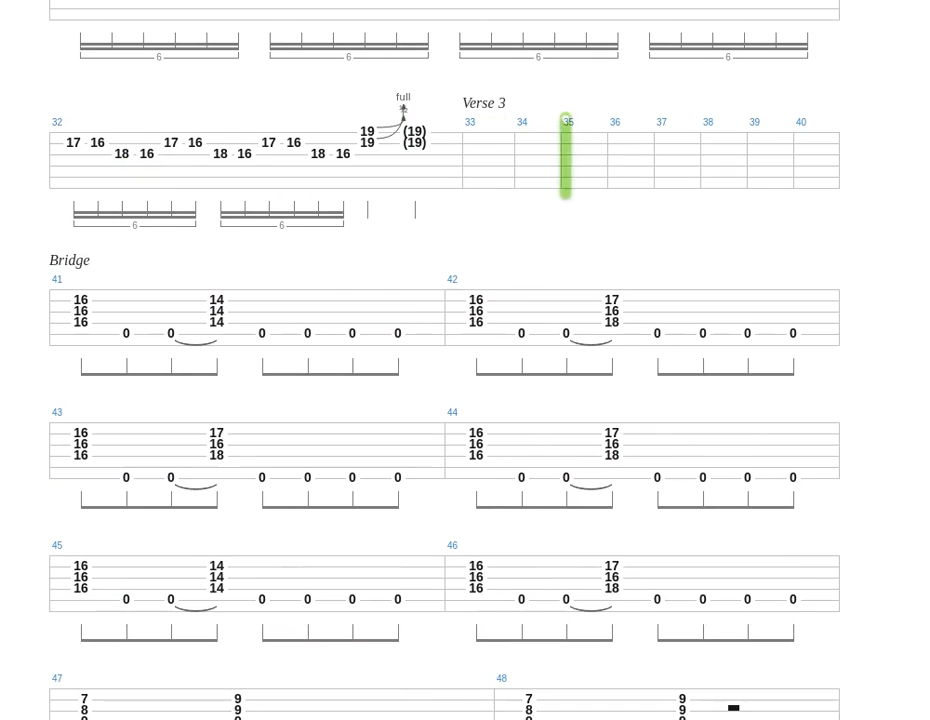 6 6 6 6
full
Verse 3
32 33 34 35 36 37 38 39 40
19 (19)
17 16 17 16 17 16 19 (19)
18 16 18 16 18 16
6 6
Bridge
41 42
16 14 16 17
16 14 16 16
16 14 16 18
0 0 0 0 0 0 0 0 0 0 0 0
43 44
16 17 16 17
16 16 16 16
16 18 16 18
0 0 0 0 0 0 0 0 0 0 0 0
45 46
16 14 16 17
16 14 16 16
16 14 16 18
0 0 0 0 0 0 0 0 0 0 0 0
47 48
7 9 7 9
8 9 8 9